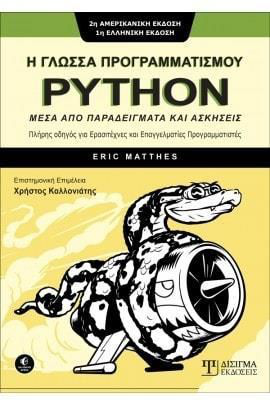 2η ΑΜΕΡΙΚΑΝΙΚΗ ΕΚΔΟΣΗ
1η ΕΛΛΗΝΙΚΗ ΕΚΔΟΣΗ
Η ΓΛΩΣΣΑ ΠΡΟΓΡΑΜΜΑΤΙΣΜΟΥ
PYTHON
ΜΕΣΑ ΑΠΟ ΠΑΡΑΔΕΙΓΜΑΤΑ ΚΑΙ ΑΣΚΗΣΕΙΣ
Πλήρης οδηγός για Ερασιτέχνες και Επαγγελματίες Προγραμματιστές
ERIC MATTHES
Επιστημονική Επιμέλεια
Χρήστος Καλλονιάτης
ΔΙΣΙΓΜΑ
ΕΚΔΟΣΕΙΣ